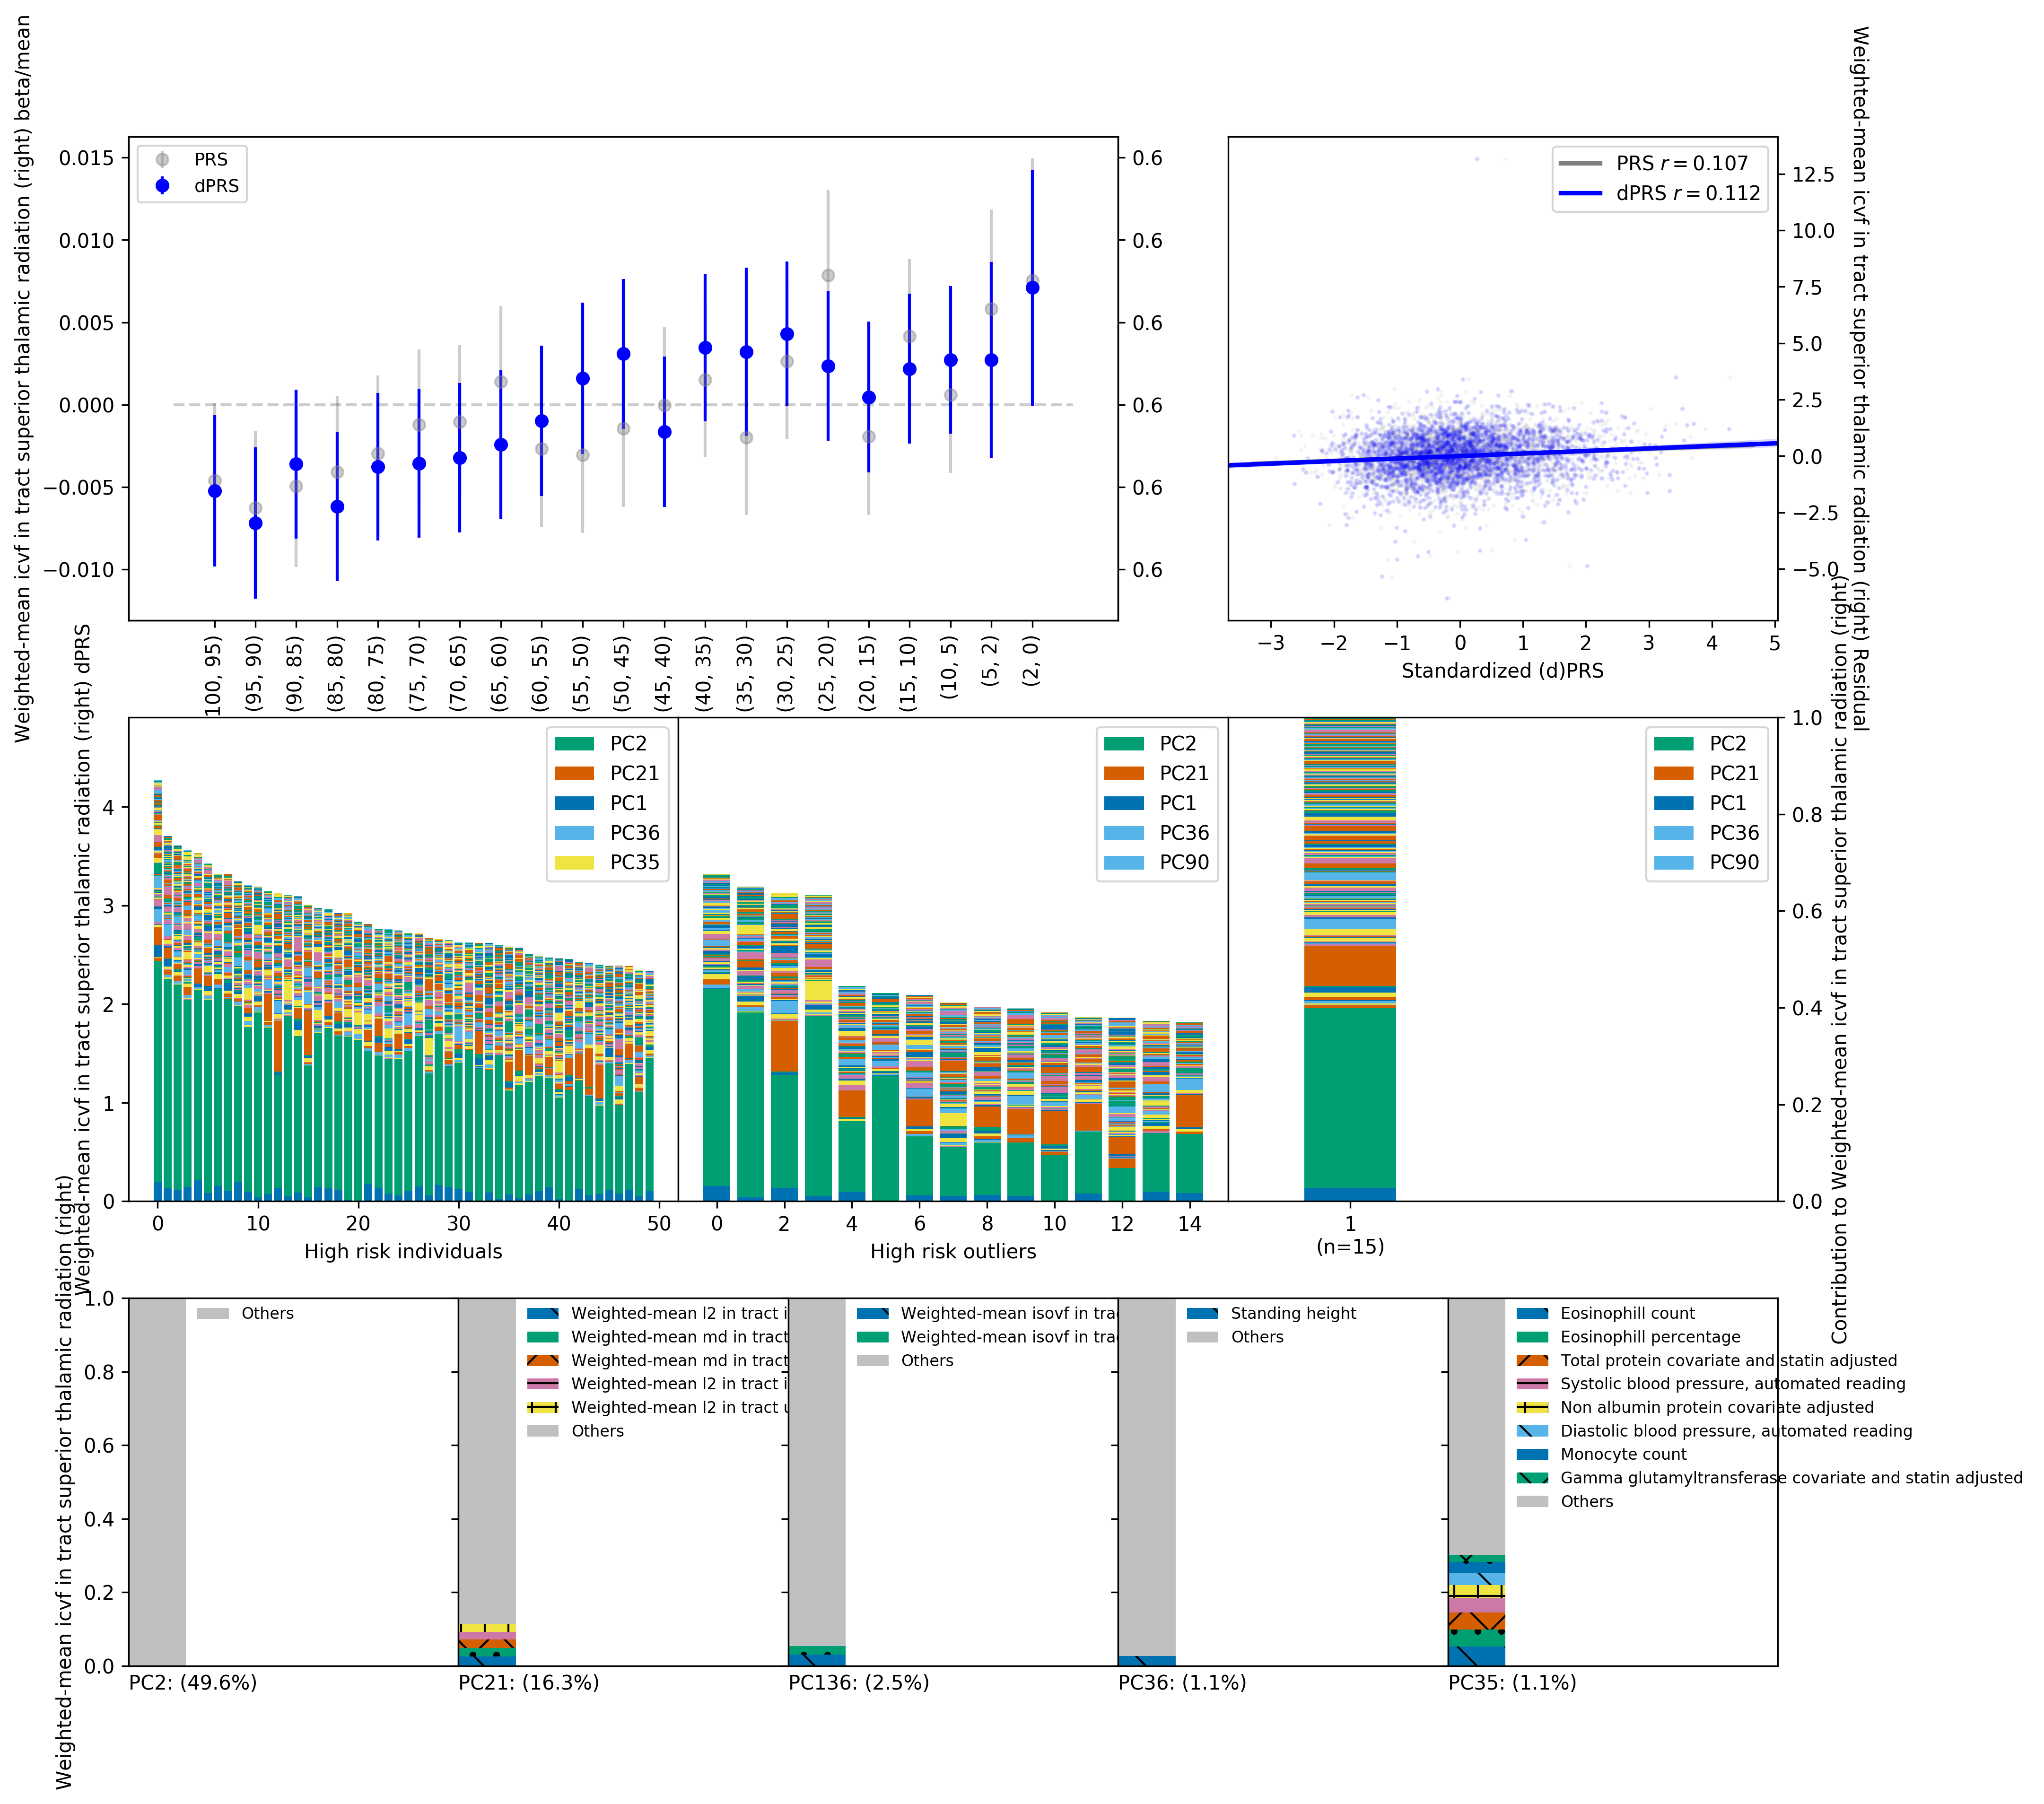 Weighted-mean icvf in tract superior thalamic radiation (right) beta/mean
0.015
0.010
0.005
0.000
−0.005
−0.010
PRS
dPRS
0.6
0.6
0.6
0.6
0.6
0.6
100, 95)
(95, 90)
(90, 85)
(85, 80)
(80, 75)
(75, 70)
(70, 65)
(65, 60)
(60, 55)
(55, 50)
(50, 45)
(45, 40)
(40, 35)
(35, 30)
(30, 25)
(25, 20)
(20, 15)
(15, 10)
(10, 5)
(5, 2)
(2, 0)
PRS r = 0.107
dPRS r = 0.112
12.5
10.0
7.5
5.0
2.5
0.0
−2.5
−5.0
−3
−2
−1
0
1
2
3
4
5
Standardized (d)PRS
Weighted-mean icvf in tract superior thalamic radiation (right) Residual
Weighted-mean icvf in tract superior thalamic radiation (right) dPRS
4
3
2
1
0
PC2
PC21
PC1
PC36
PC35
0
10
20
30
40
50
High risk individuals
PC2
PC21
PC1
PC36
PC90
0
2
4
6
8
10
12
14
High risk outliers
PC2
PC21
PC1
PC36
PC90
1
(n=15)
1.0
0.8
0.6
0.4
0.2
0.0
Contribution to Weighted-mean icvf in tract superior thalamic radiation (right)
Weighted-mean icvf in tract superior thalamic radiation (right)
1.0
0.8
0.6
0.4
0.2
0.0
Others
PC2: (49.6%)
Weighted-mean l2 in tract i
Weighted-mean md in tract
Weighted-mean md in tract
Weighted-mean l2 in tract i
Weighted-mean l2 in tract u
Others
PC21: (16.3%)
Weighted-mean isovf in tra
Weighted-mean isovf in tra
Others
PC136: (2.5%)
Standing height
Others
PC36: (1.1%)
Eosinophill count
Eosinophill percentage
Total protein covariate and statin adjusted
Systolic blood pressure, automated reading
Non albumin protein covariate adjusted
Diastolic blood pressure, automated reading
Monocyte count
Gamma glutamyltransferase covariate and statin adjusted
Others
PC35: (1.1%)